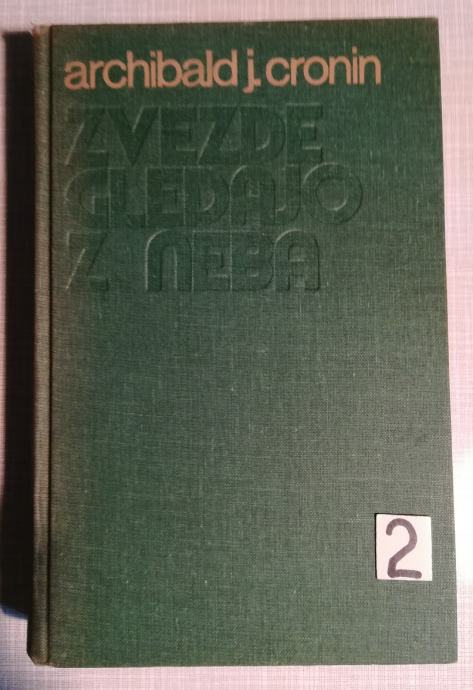 archibald j. cronin
ZVEZDE
GLEDAJO
Z NEBA
2